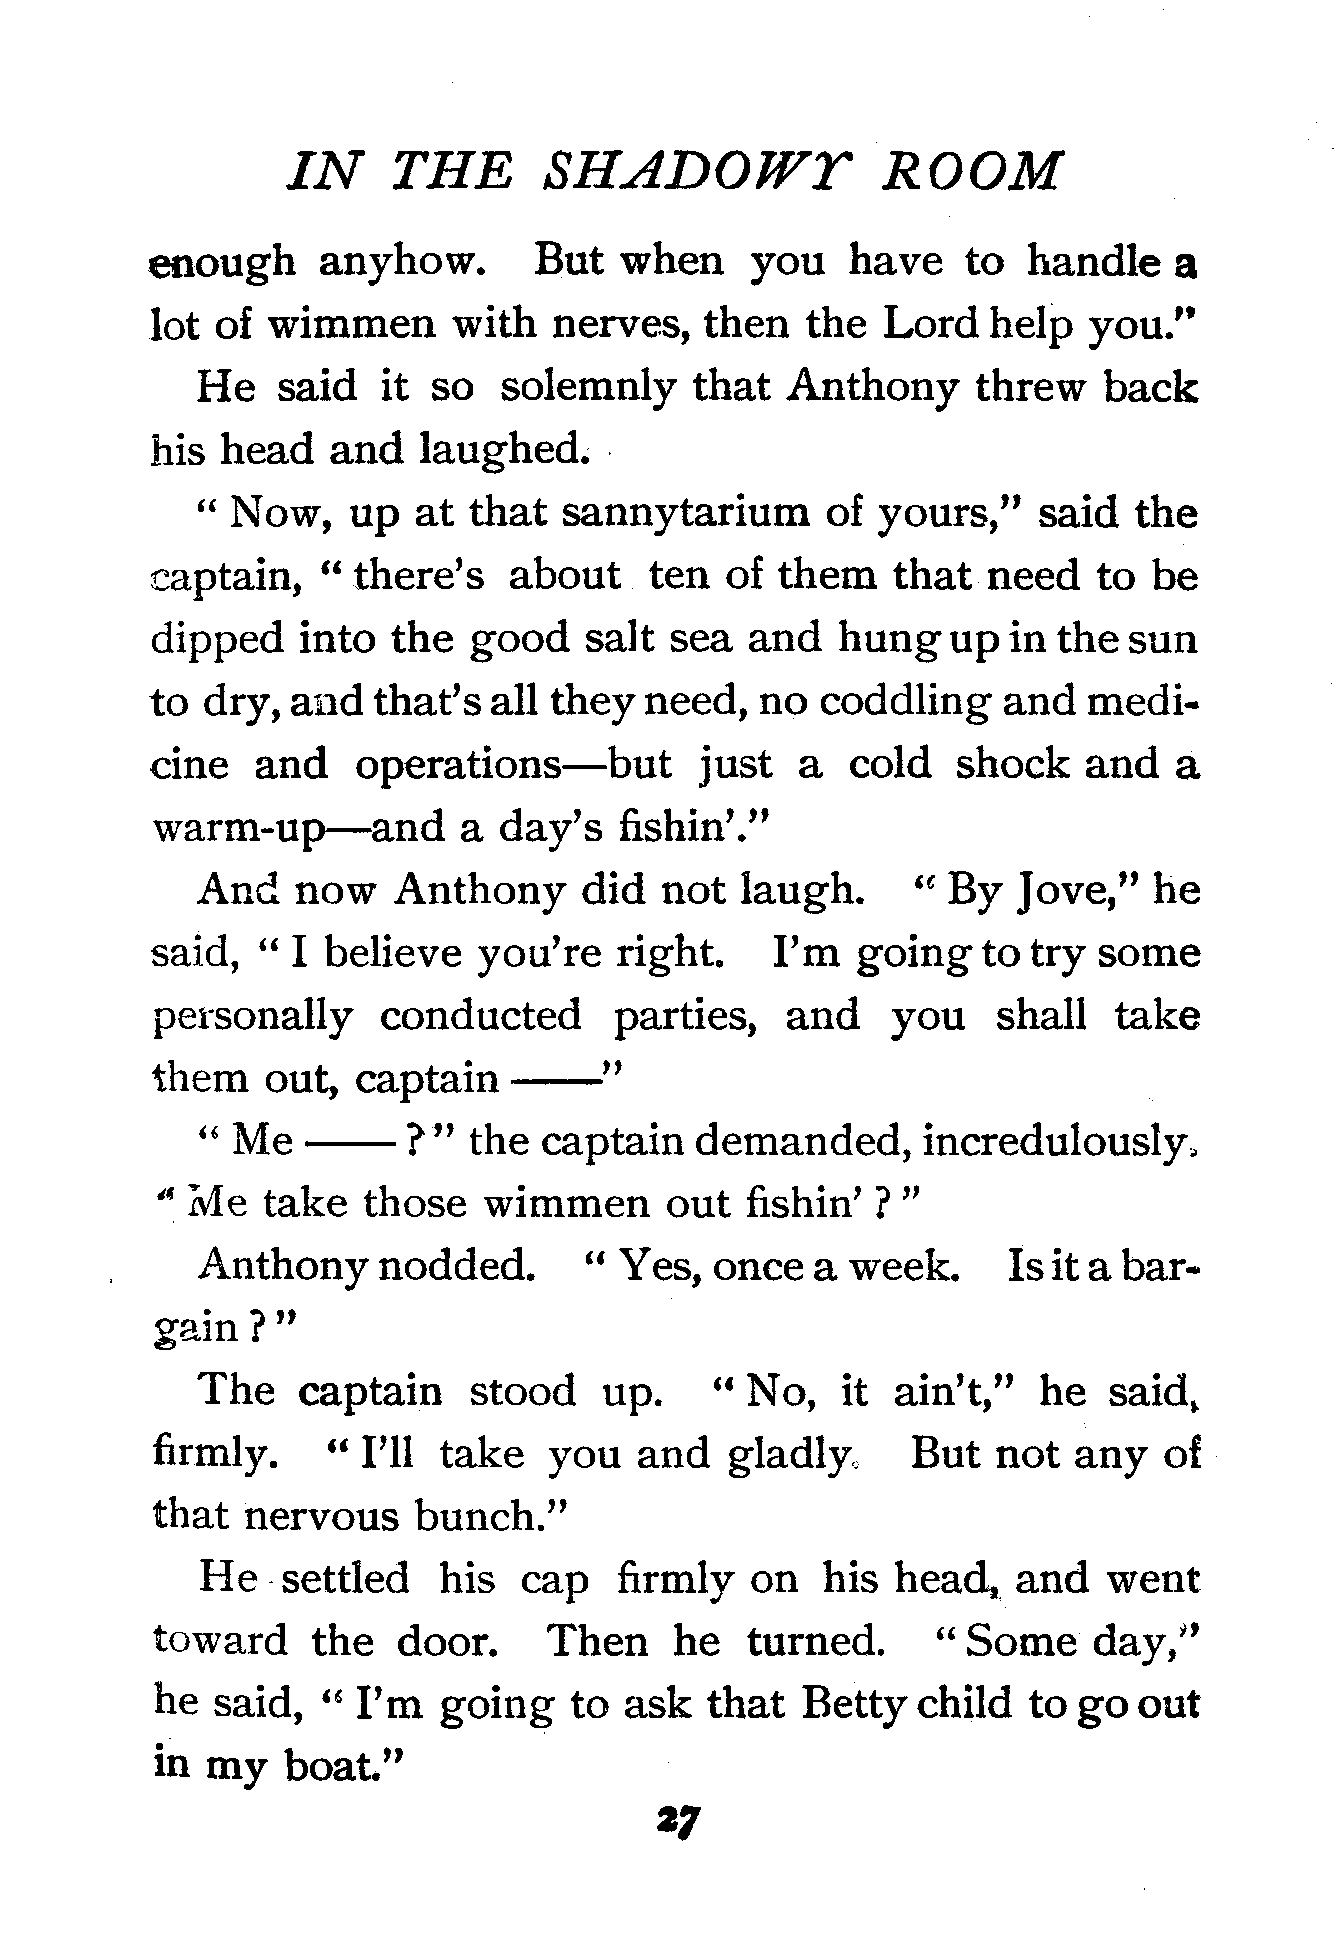 IN THE SHADOWY ROOM
enough anyhow. But when you have to handle a
lot of wimmen with nerves, then the Lord help you."
He said it so solemnly that Anthony threw back
his head and laughed.
" Now, up at that sannytarium of yours," said the
captain, " there's about ten of them that need to be
dipped into the good salt sea and hung up in the sun
to dry, and that's all they need, no coddling and medi-
cine and operations—but just a cold shock and a
warm-up—and a day's fishin'."
And now Anthony did not laugh. " By Jove," he
said, " I believe you're right. I'm going to try some
personally conducted parties, and you shall take
them out, captain ——"
" Me —— ? " the captain demanded, incredulously.
" Me take those wimmen out fishin' ? "
Anthony nodded. " Yes, once a week. Is it a bar-
gain ? "
The captain stood up. " No, it ain't," he said,
firmly. " I'll take you and gladly. But not any of
that nervous bunch."
He settled his cap firmly on his head, and went
toward the door. Then he turned. " Some day,"
he said, " I'm going to ask that Betty child to go out
in my boat."
27